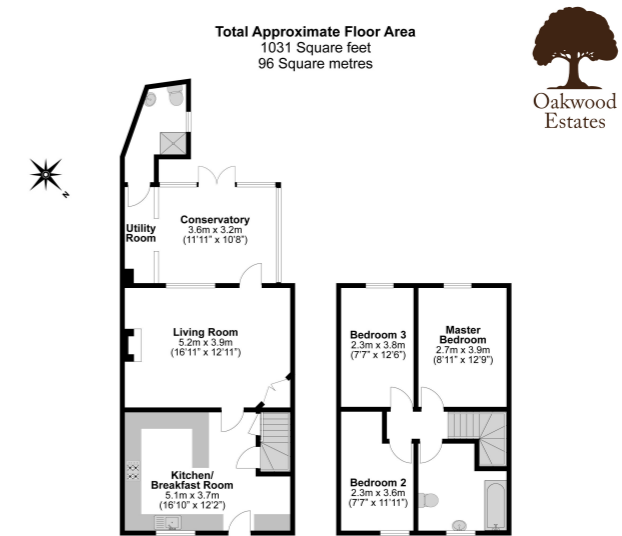 Total Approximate Floor Area
1031 Square feet
96 Square metres
Oakwood
Estates
N
Utility
Room
Conservatory
3.6m x 3.2m
(11'11" x 10'8")
Living Room
5.2m x 3.9m
(16'11" x 12'11")
Kitchen/
Breakfast Room
5.1m x 3.7m
(16'10" x 12'2")
Bedroom 3
2.3m x 3.8m
(7'7" x 12'6")
Master
Bedroom
2.7m x 3.9m
(8'11" x 12'9")
Bedroom 2
2.3m x 3.6m
(7'7" x 11'11")